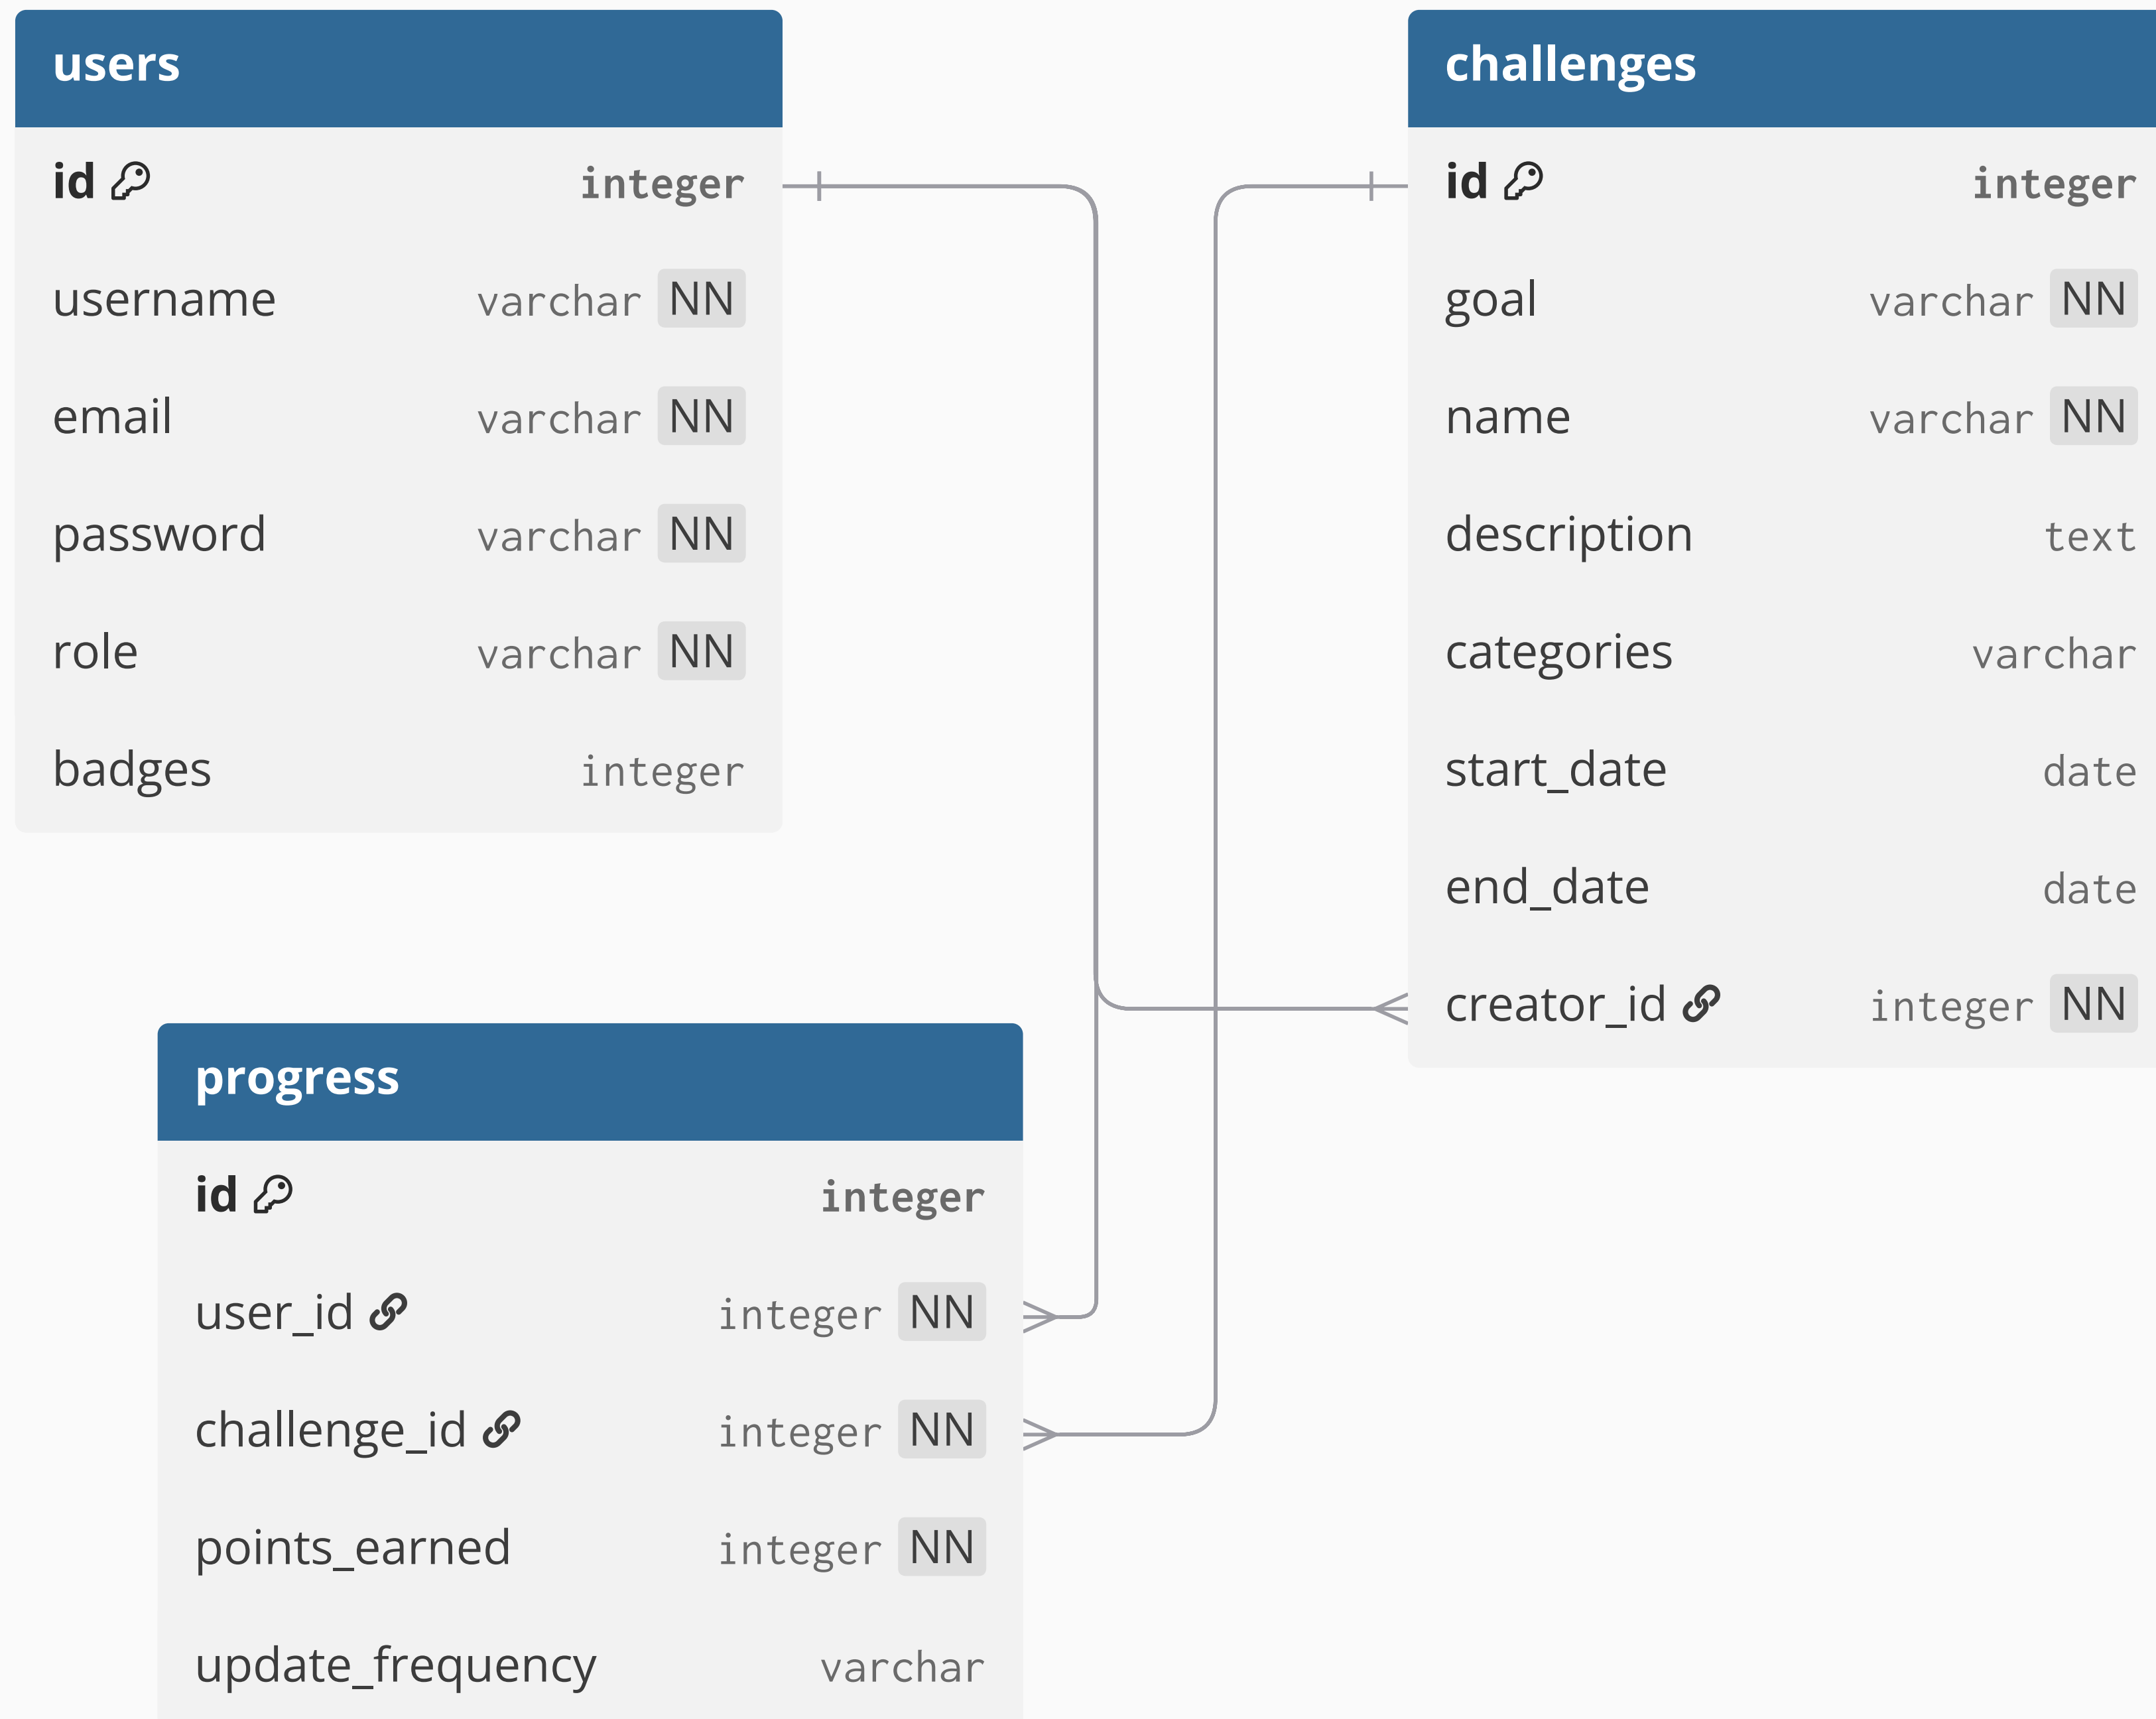 users
id integer
username varchar NN
email varchar NN
password varchar NN
role varchar NN
badges integer
challenges
id integer
goal varchar NN
name varchar NN
description text
categories varchar
start_date date
end_date date
creator_id integer NN
progress
id integer
user_id integer NN
challenge_id integer NN
points_earned integer NN
update_frequency varchar